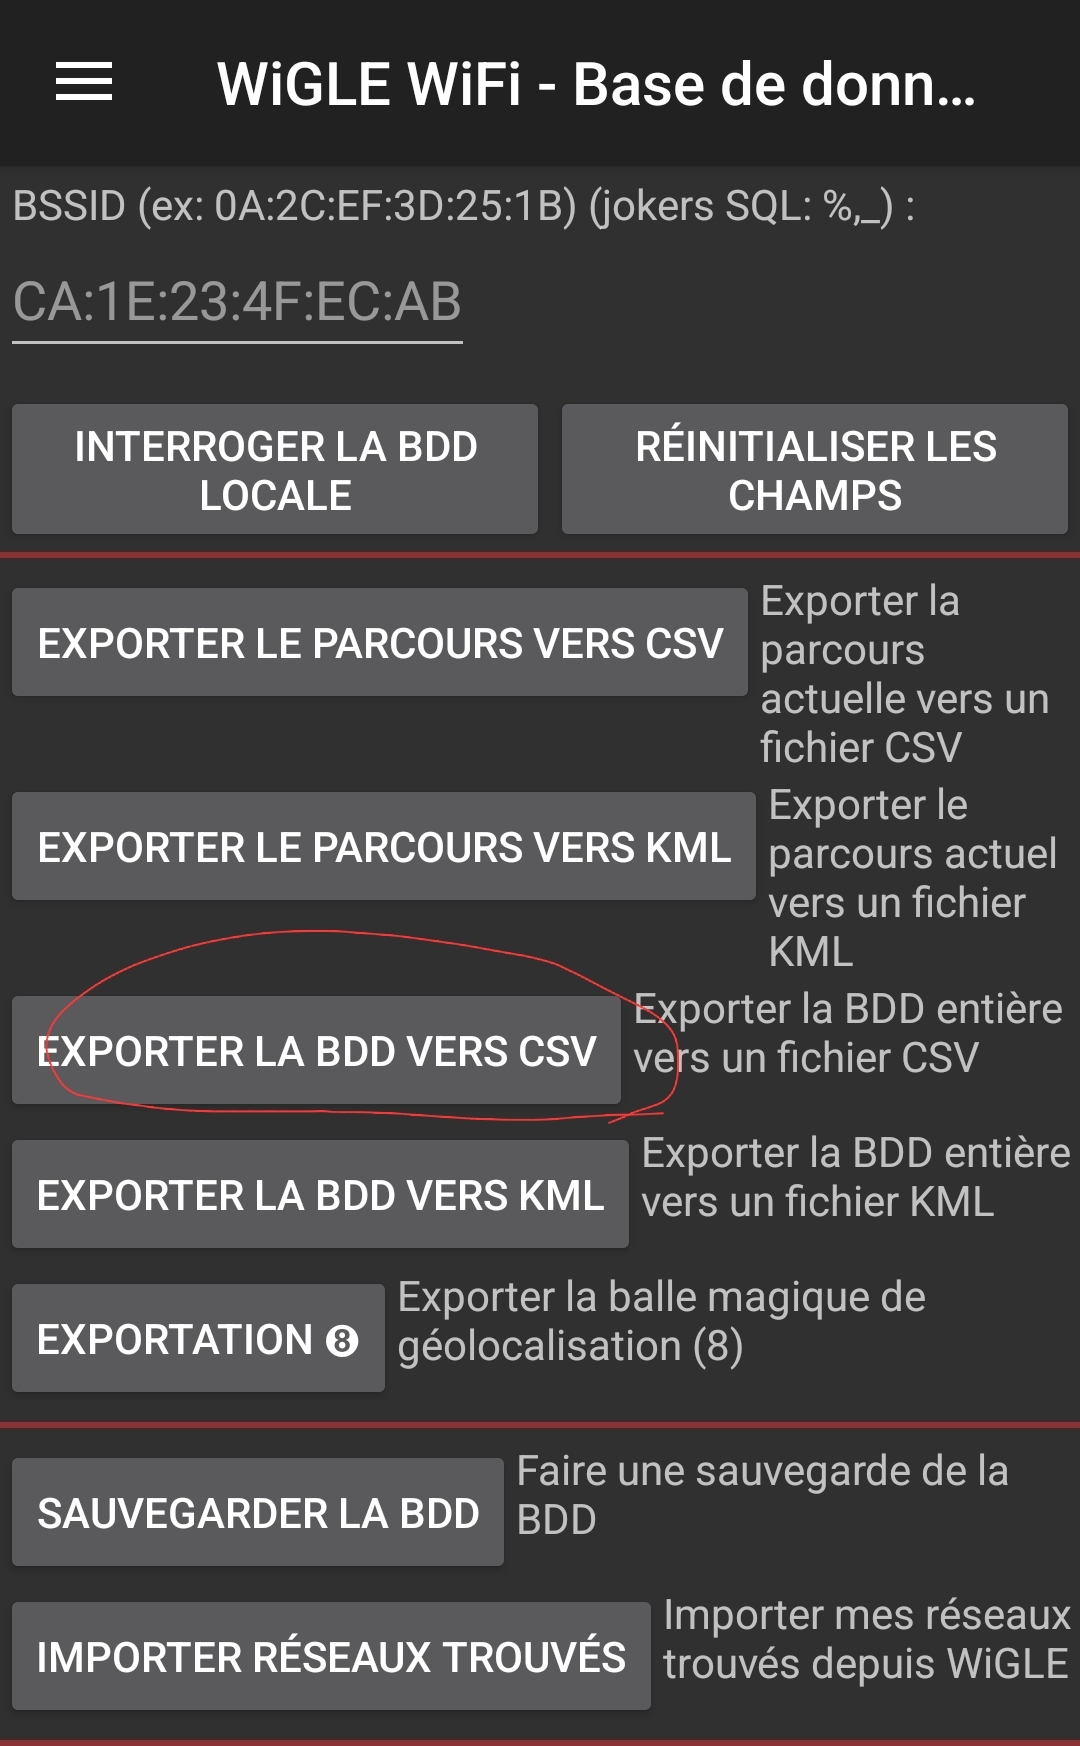 WiGLE WiFi - Base de donn...
BSSID (ex: 0A:2C:EF:3D:25:1B) (jokers SQL: %,_) :
CA:1E:23:4F:EC:AB
INTERROGER LA BDD
LOCALE
RÉINITIALISER LES
CHAMPS
EXPORTER LE PARCOURS VERS CSV
Exporter la
parcours
actuelle vers un
fichier CSV
EXPORTER LE PARCOURS VERS KML
Exporter le
parcours actuel
vers un fichier
KML
EXPORTER LA BDD VERS CSV
Exporter la BDD entière
vers un fichier CSV
EXPORTER LA BDD VERS KML
Exporter la BDD entière
vers un fichier KML
EXPORTATION ❽
Exporter la balle magique de
géolocalisation (8)
SAUVEGARDER LA BDD
Faire une sauvegarde de la
BDD
IMPORTER RÉSEAUX TROUVÉS
Importer mes réseaux
trouvés depuis WiGLE